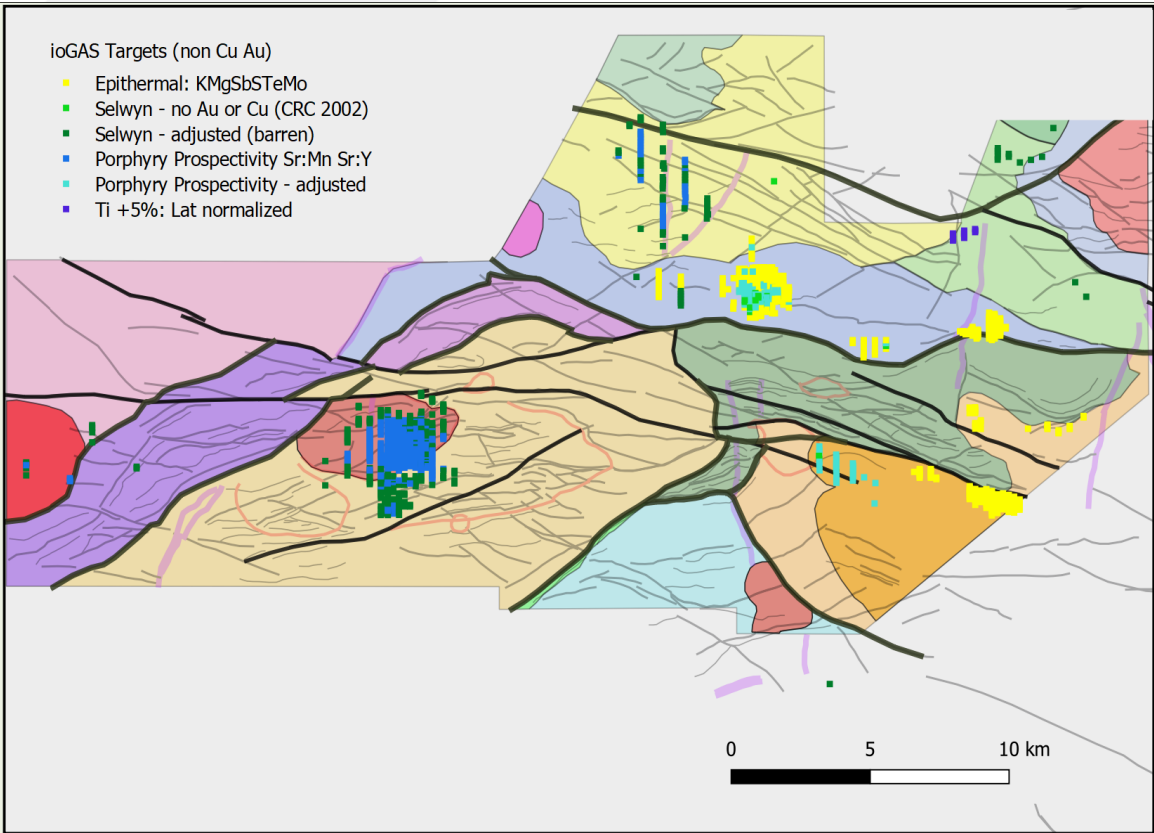 ioGAS Targets (non Cu Au)
Epithermal: KMgSbSTeMo
Selwyn - no Au or Cu (CRC 2002)
Selwyn - adjusted (barren)
Porphyry Prospectivity Sr:Mn Sr:Y
Porphyry Prospectivity - adjusted
Ti +5%: Lat normalized
0 5 10 km